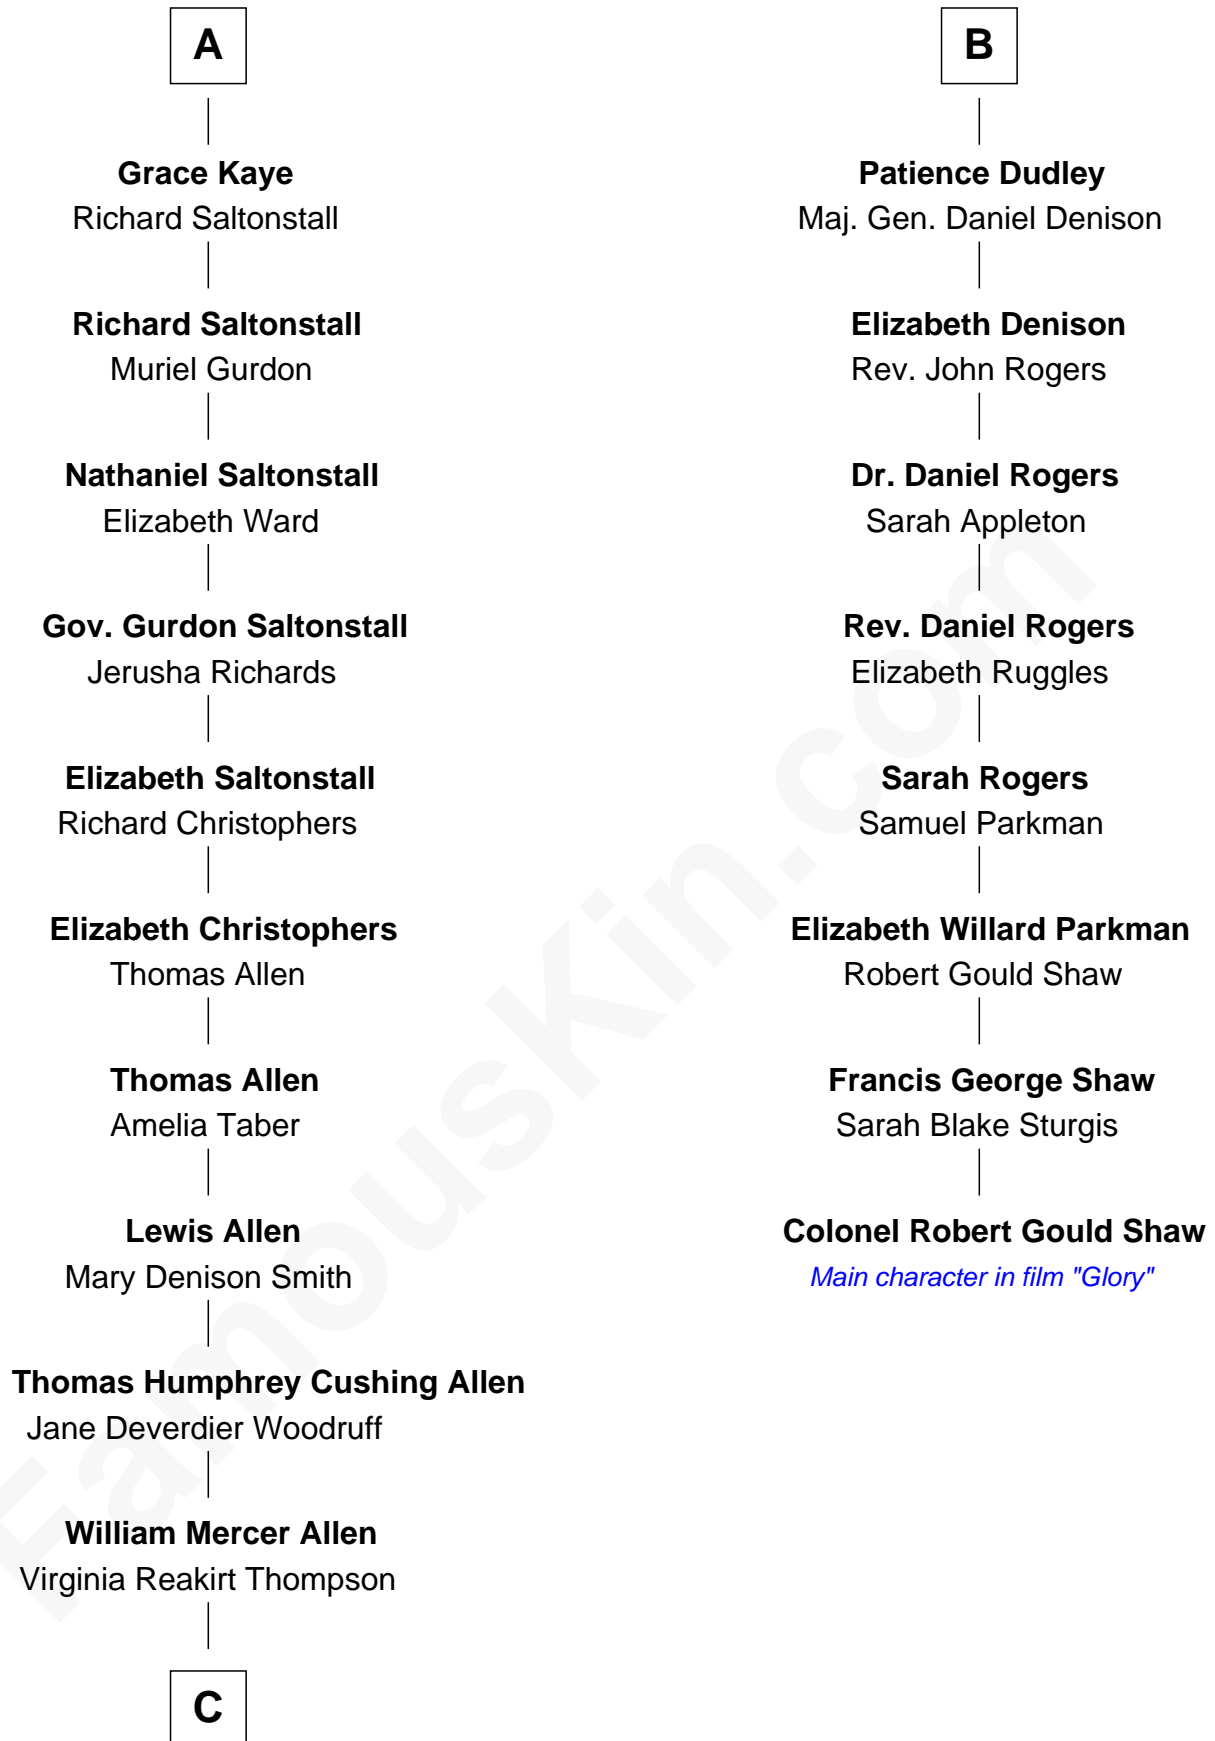 A
Grace Kaye
Richard Saltonstall
Richard Saltonstall
Muriel Gurdon
Nathaniel Saltonstall
Elizabeth Ward
Gov. Gurdon Saltonstall
Jerusha Richards
Elizabeth Saltonstall
Richard Christophers
Elizabeth Christophers
Thomas Allen
Thomas Allen
Amelia Taber
Lewis Allen
Mary Denison Smith
Thomas Humphrey Cushing Allen
Jane Deverdier Woodruff
William Mercer Allen
Virginia Reakirt Thompson
C
B
Patience Dudley
Maj. Gen. Daniel Denison
Elizabeth Denison
Rev. John Rogers
Dr. Daniel Rogers
Sarah Appleton
Rev. Daniel Rogers
Elizabeth Ruggles
Sarah Rogers
Samuel Parkman
Elizabeth Willard Parkman
Robert Gould Shaw
Francis George Shaw
Sarah Blake Sturgis
Colonel Robert Gould Shaw
Main character in film "Glory"
FamousKin.com